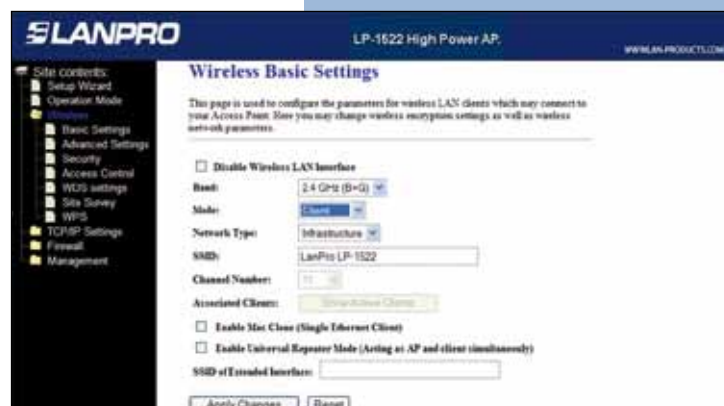 LANPRO
LP-1522 High Power AP.
WWW.LAN-PRODUCTS.COM
Site contents:
Setup Wizard
Operation Mode
Wireless
Basic Settings
Advanced Settings
Security
Access Control
WDS settings
Site Survey
WPS
TCP/IP Settings
Firewall
Management
Wireless Basic Settings
This page is used to configure the parameters for wireless LAN clients which may connect to
your Access Point. Here you may change wireless encryption settings as well as wireless
network parameters.
Disable Wireless LAN Interface
Band: 2.4 GHz (B+G)
Mode: Client
Network Type: Infrastructure
SSID: LanPro LP-1522
Channel Number: 11
Associated Clients: Show Active Clients
Enable Mac Clone (Single Ethernet Client)
Enable Universal Repeater Mode (Acting as AP and client simultaneously)
SSID of Extended Interface:
Apply Changes Reset